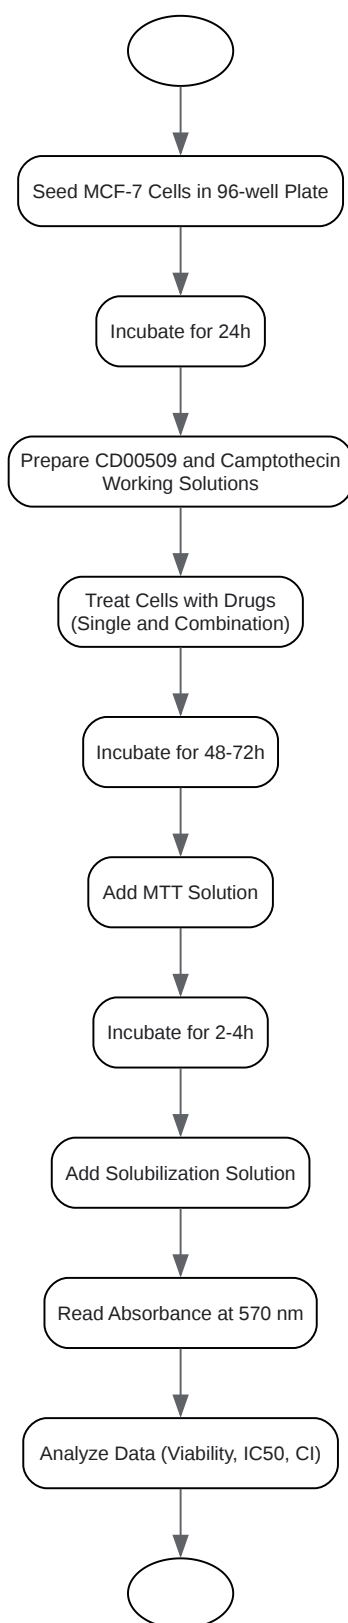 Seed MCF-7 Cells in 96-well Plate
Incubate for 24h
Prepare CD00509 and Camptothecin
Working Solutions
Treat Cells with Drugs
(Single and Combination)
Incubate for 48-72h
Add MTT Solution
Incubate for 2-4h
Add Solubilization Solution
Read Absorbance at 570 nm
Analyze Data (Viability, IC50, CI)